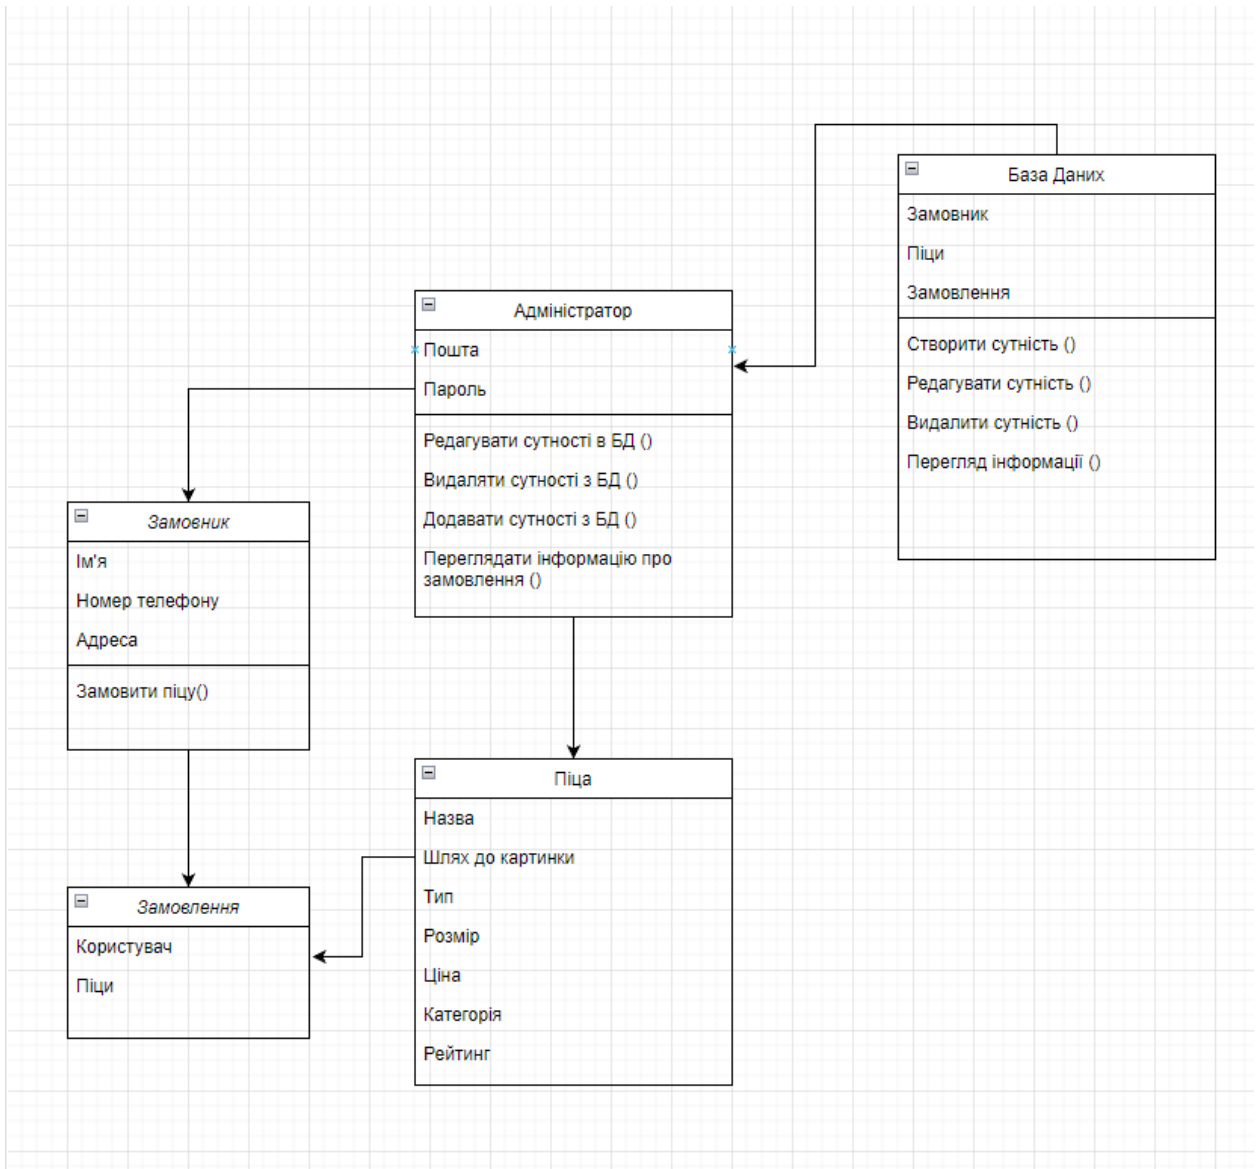 База Даних
Замовник
Піци
Замовлення
Створити сутність ()
Редагувати сутність ()
Видалити сутність ()
Перегляд інформації ()
Адміністратор
Пошта
Пароль
Редагувати сутності в БД ()
Видаляти сутності з БД ()
Додавати сутності з БД ()
Переглядати інформацію про
замовлення ()
Замовник
Ім'я
Номер телефону
Адреса
Замовити піцу()
Піца
Назва
Шлях до картинки
Тип
Розмір
Ціна
Категорія
Рейтинг
Замовлення
Користувач
Піци